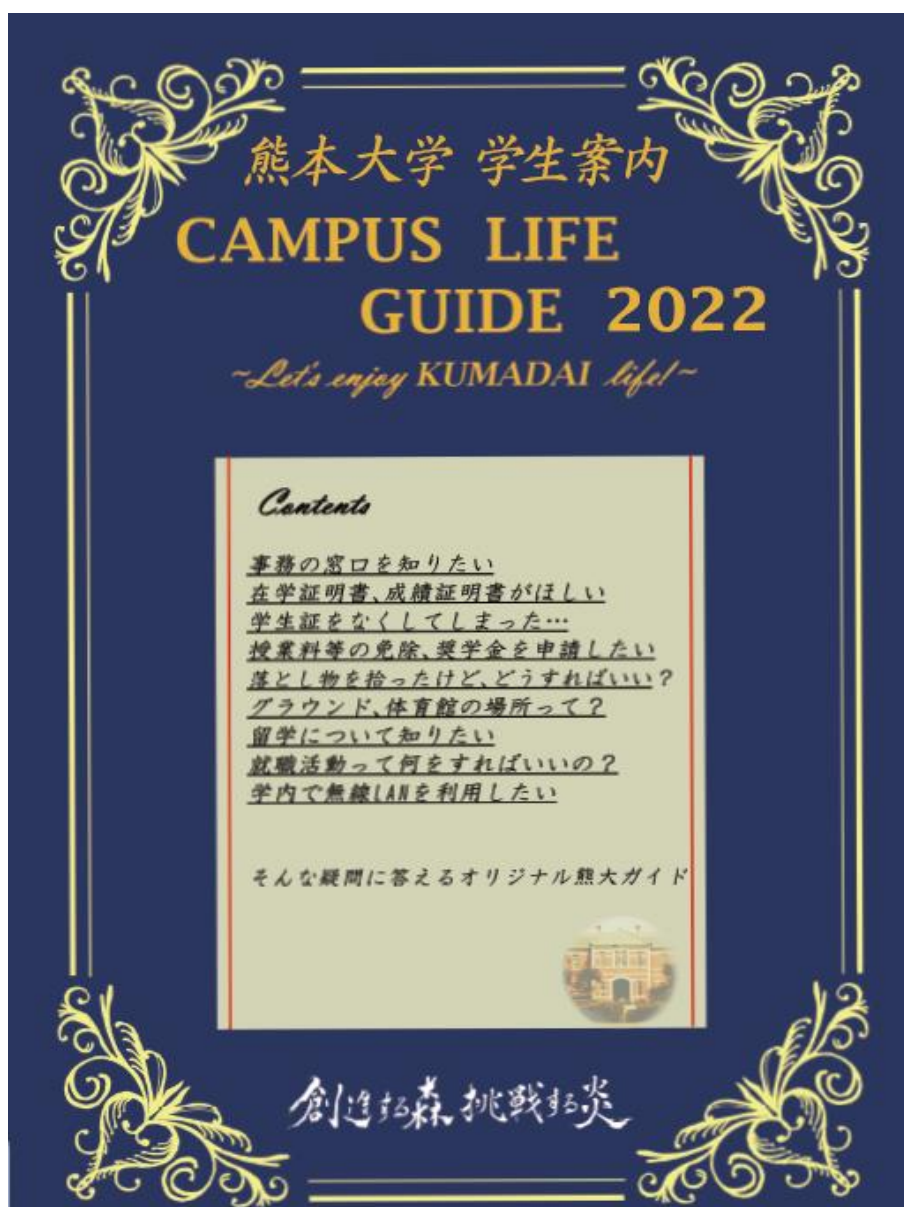 熊本大学 学生案内
CAMPUS LIFE
GUIDE 2022
~Let's enjoy KUMADAI life!~
Contents
事務の窓口を知りたい
在学証明書、成績証明書がほしい
学生証をなくしてしまった…
授業料等の免除、奨学金を申請したい
落とし物を拾ったけど、どうすればいい？
グラウンド、体育館の場所って？
留学について知りたい
就職活動って何をすればいいの？
学内で無線LANを利用したい
そんな疑問に答えるオリジナル熊大ガイド
創造する森 挑戦する炎